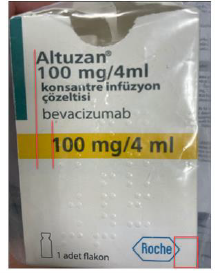 Altuzan®
100 mg/4ml
konsantre infüzyon
çözeltisi
bevacizumab
100 mg/4 ml
1 adet flakon
Roche